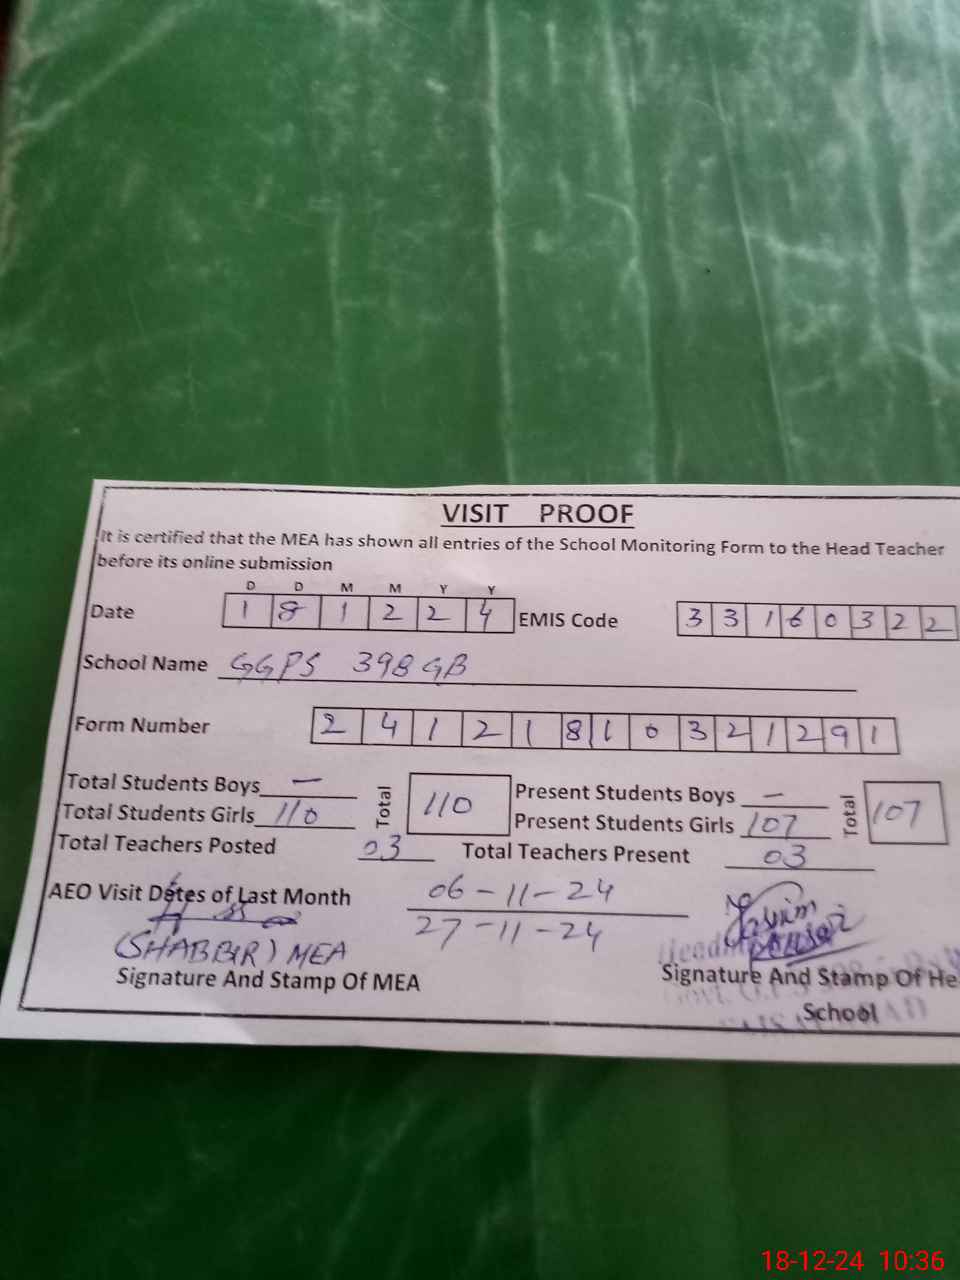 VISIT PROOF
It is certified that the MEA has shown all entries of the School Monitoring Form to the Head Teacher
before its online submission
D D M M Y Y
Date 1 8 1 2 2 4 EMIS Code 3 3 1 6 0 3 2 2
School Name GGPS 398 GB
Form Number 2 4 1 2 1 8 1 0 3 2 1 2 9 1
Total Students Boys — Total 110 Present Students Boys — Total 107
Total Students Girls 110 Present Students Girls 107
Total Teachers Posted 03 Total Teachers Present 03
AEO Visit Dates of Last Month 06-11-24
27-11-24
(SHABBIR) MEA
Signature And Stamp Of MEA Signature And Stamp Of He
School
18-12-24 10:36